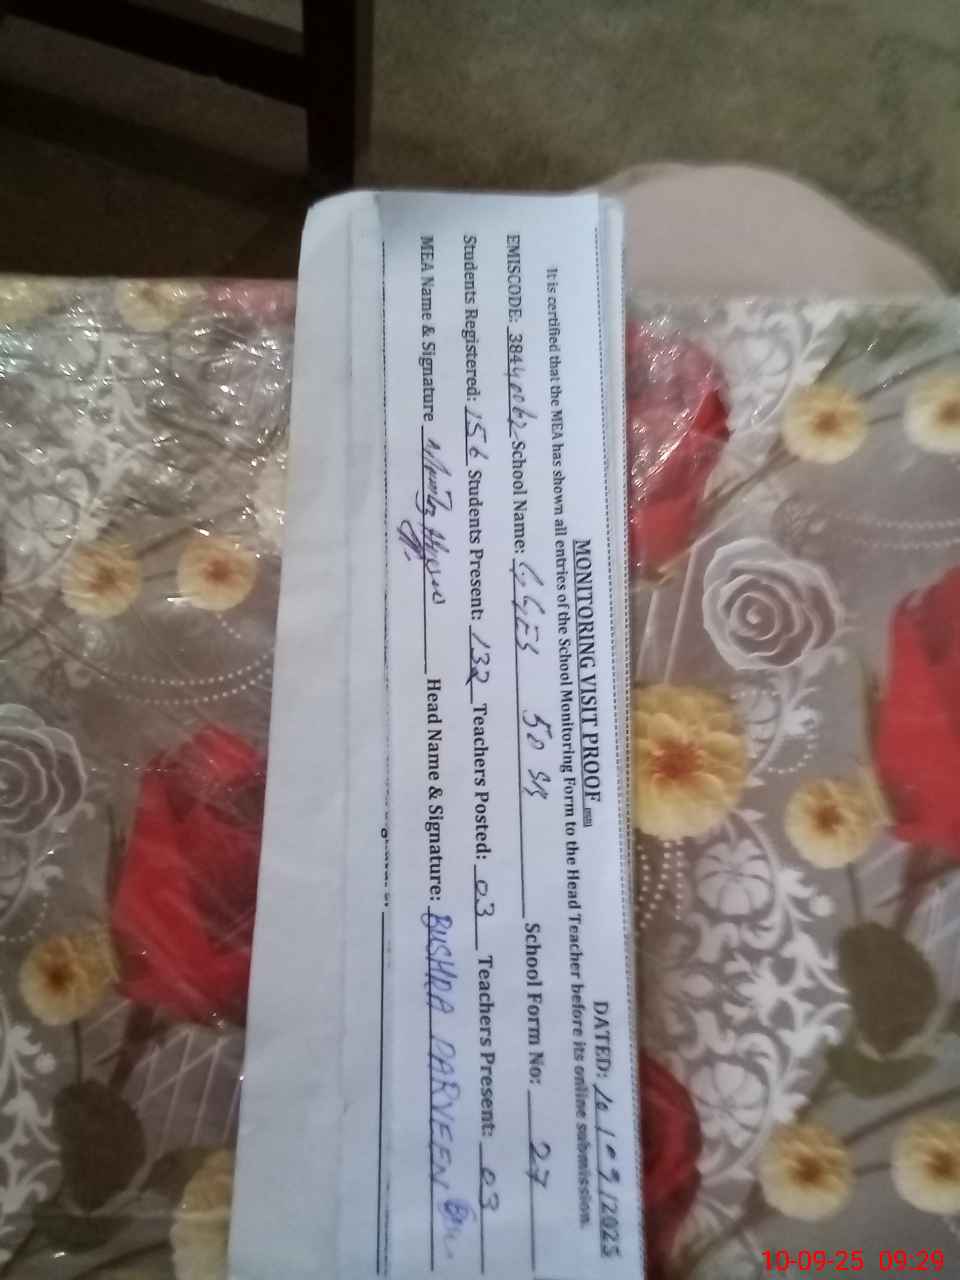 MONITORING VISIT PROOF DATED: 10/09/2025
It is certified that the MEA has shown all entries of the School Monitoring Form to the Head Teacher before its online submission.
EMISCODE: 38440062 School Name: GGES 50 SB School Form No: 27
Students Registered: 156 Students Present: 132 Teachers Posted: 03 Teachers Present: 03
MEA Name & Signature Head Name & Signature: BUSHRA PARVEEN
10-09-25 09:29